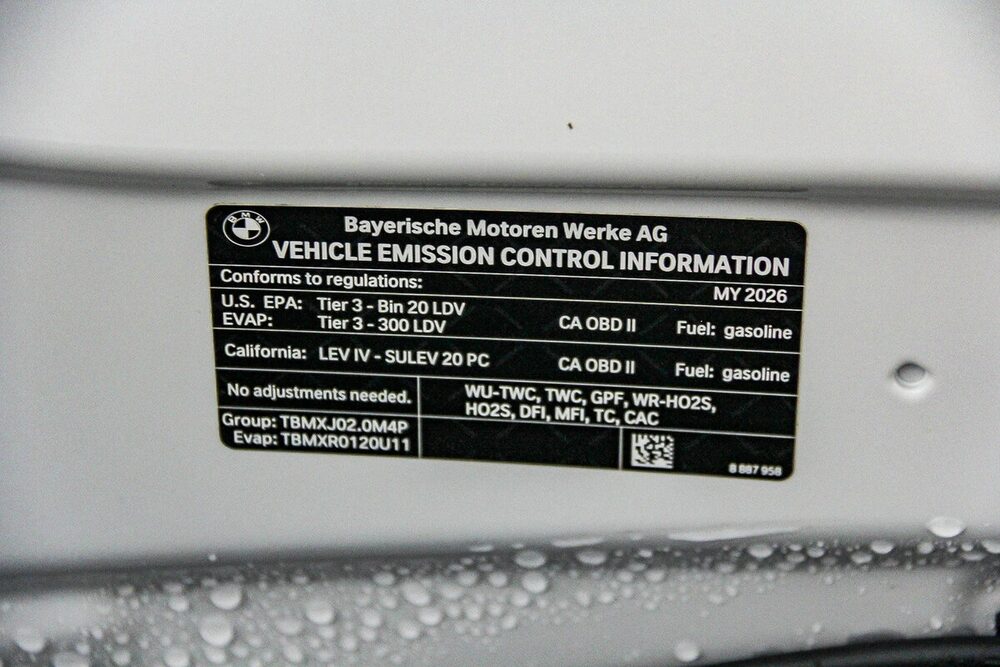 BMW
Bayerische Motoren Werke AG
VEHICLE EMISSION CONTROL INFORMATION
Conforms to regulations:
MY 2026
U.S. EPA: Tier 3 - Bin 20 LDV
EVAP: Tier 3 - 300 LDV
CA OBD II
Fuel: gasoline
California: LEV IV - SULEV 20 PC
CA OBD II
Fuel: gasoline
No adjustments needed.
WU-TWC, TWC, GPF, WR-HO2S,
HO2S, DFI, MFI, TC, CAC
Group: TBMXJ02.0M4P
Evap: TBMXR0120U11
8 887 958